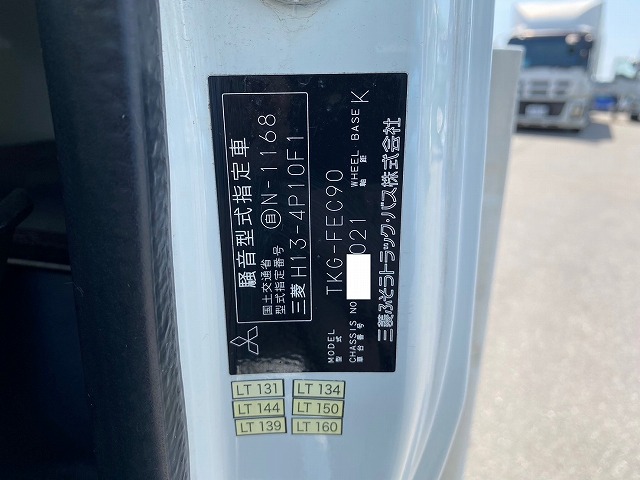 騒音型式指定車
国土交通省
型式指定番号
自 N-1168
三菱 H13-4P10F1
MODEL
型式
TKG-FEC90
CHASSIS NO
車台番号
021
WHEEL BASE
軸距
K
三菱ふそうトラック・バス株式会社
LT 131 LT 134
LT 144 LT 150
LT 139 LT 160